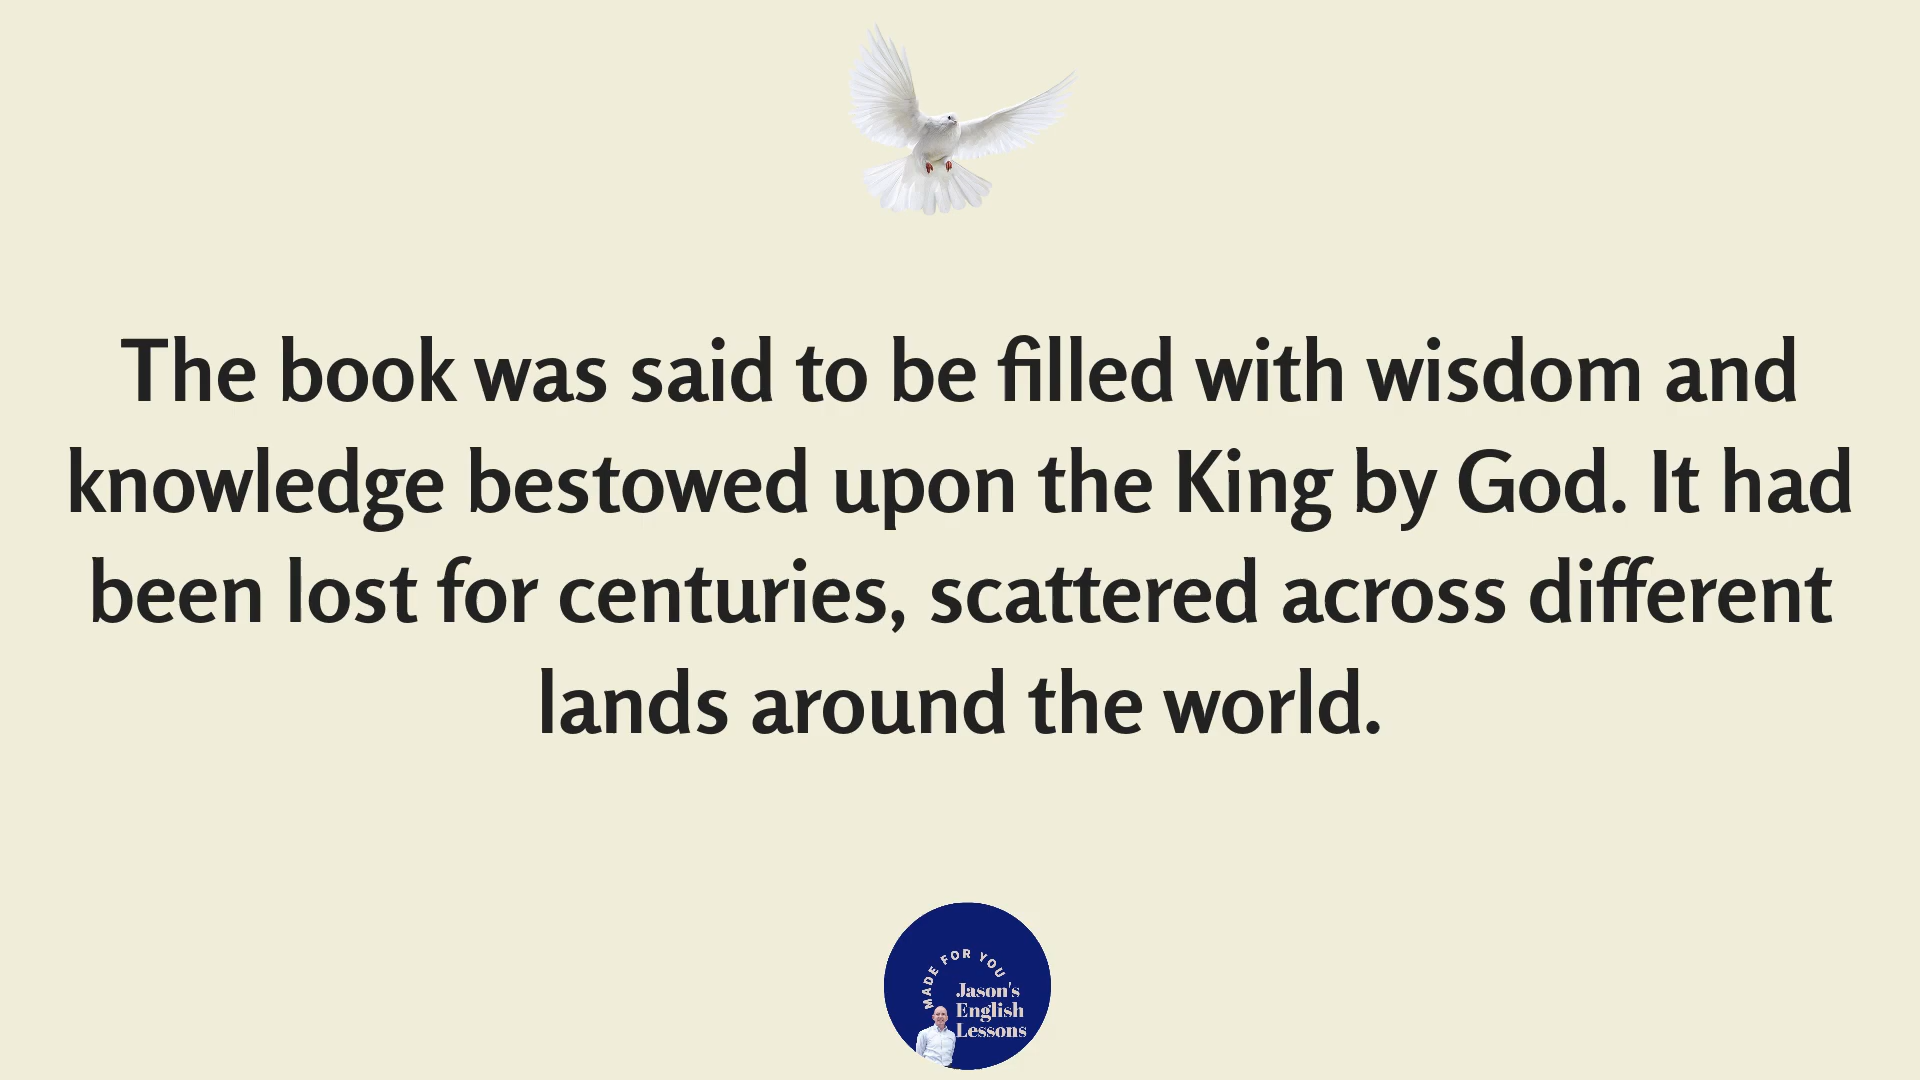 The book was said to be filled with wisdom and
knowledge bestowed upon the King by God. It had
been lost for centuries, scattered across different
lands around the world.
MADE FOR YOU
Jason's
English
Lessons